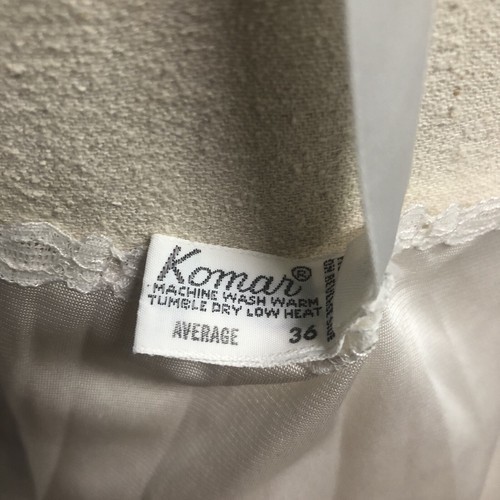 Komar®
MACHINE WASH WARM
TUMBLE DRY LOW HEAT
AVERAGE 36